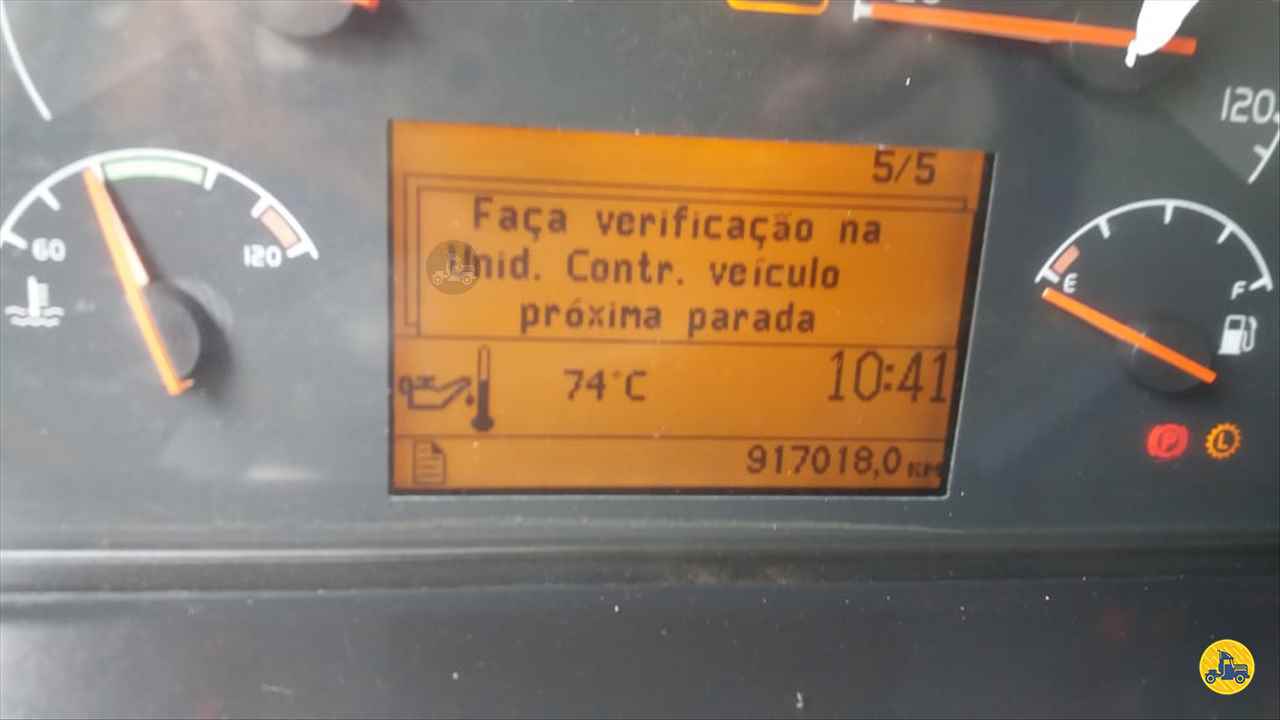 120
5/5
Faça verificação na
Unid. Contr. veículo
próxima parada
60
120
E
F
74°C
10:41
P
L
917018,0 KM